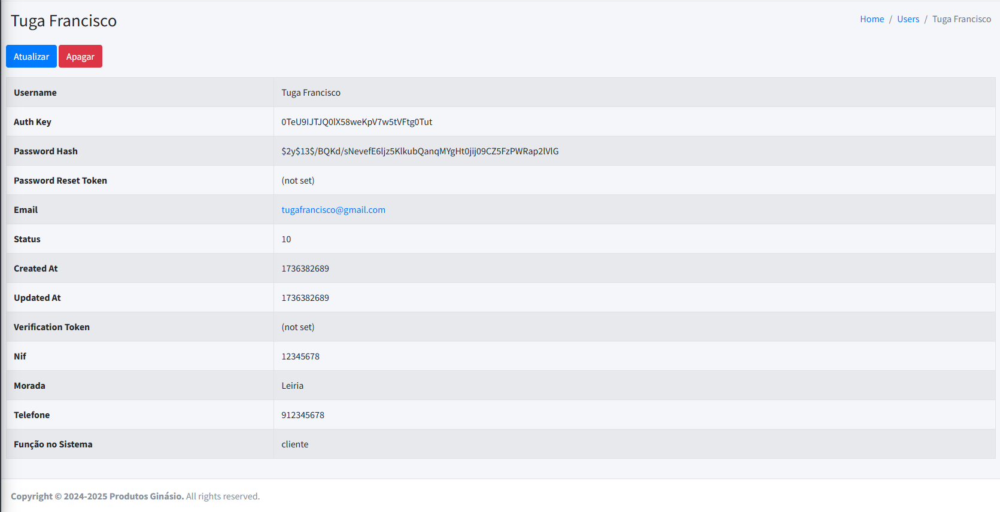 Tuga Francisco
Home / Users / Tuga Francisco
Atualizar Apagar
Username Tuga Francisco
Auth Key 0TeU9IJTJQ0lX58weKpV7w5tVFtg0Tut
Password Hash $2y$13$/BQKd/sNevefE6ljz5KlkubQanqMYgHt0jij09CZ5FzPWRap2lVlG
Password Reset Token (not set)
Email tugafrancisco@gmail.com
Status 10
Created At 1736382689
Updated At 1736382689
Verification Token (not set)
Nif 12345678
Morada Leiria
Telefone 912345678
Função no Sistema cliente
Copyright © 2024-2025 Produtos Ginásio. All rights reserved.